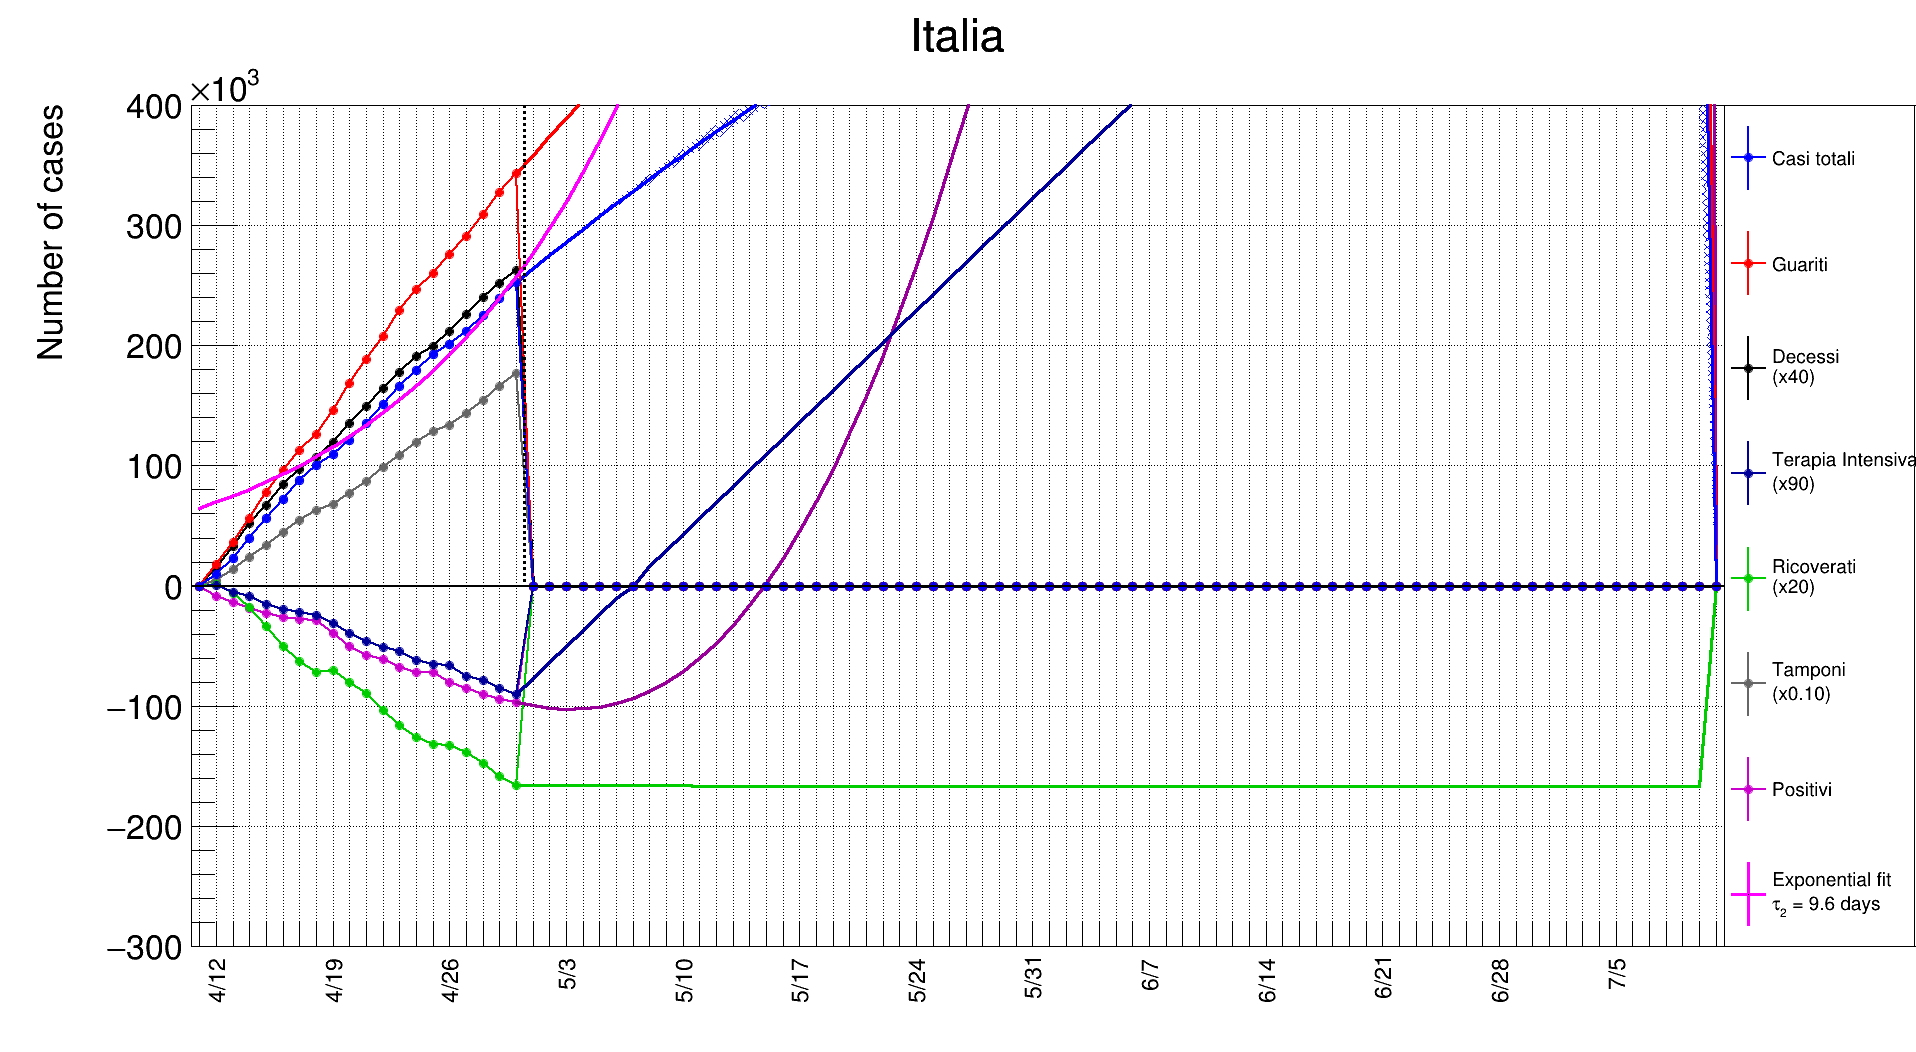 Italia
×10³
Number of cases
400
300
200
100
0
−100
−200
−300
4/12
4/19
4/26
5/3
5/10
5/17
5/24
5/31
6/7
6/14
6/21
6/28
7/5
Casi totali
Guariti
Decessi
(x40)
Terapia Intensiva
(x90)
Ricoverati
(x20)
Tamponi
(x0.10)
Positivi
Exponential fit
τ₂ = 9.6 days